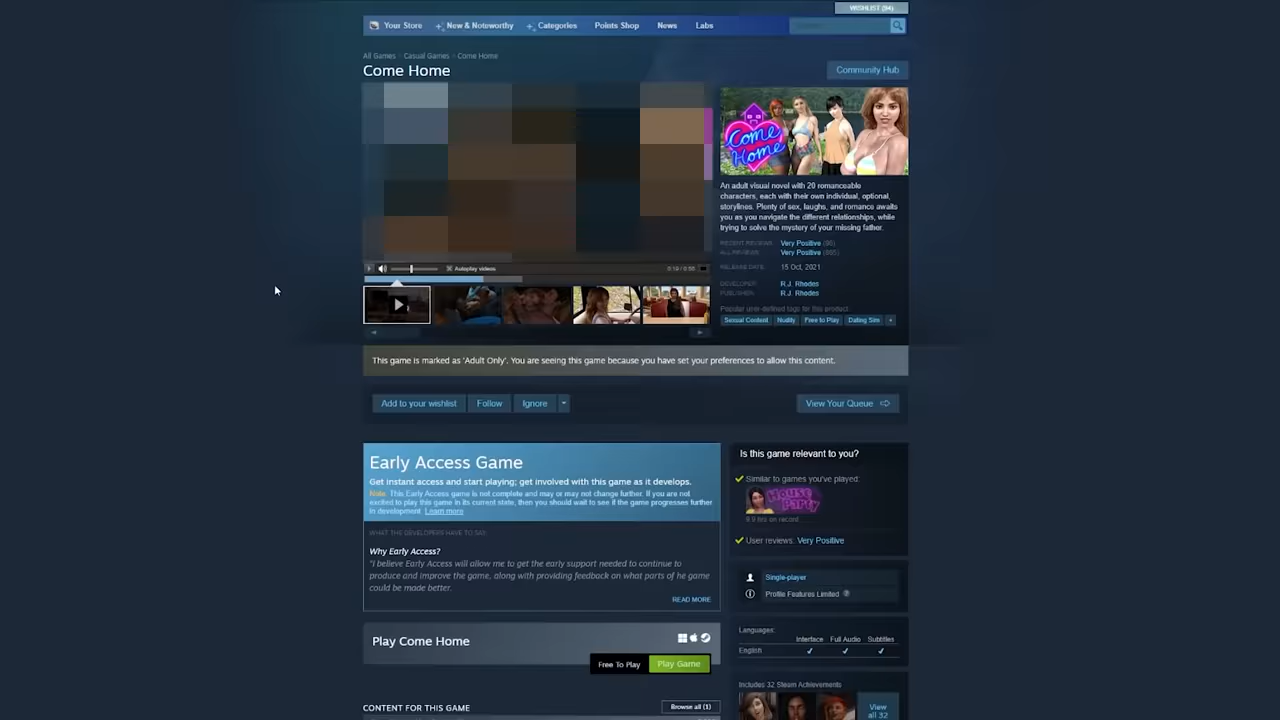 WISHLIST (94)
Your Store
New & Noteworthy
Categories
Points Shop
News
Labs
All Games > Casual Games > Come Home
Come Home
Community Hub
Come
Home
An adult visual novel with 20 romanceable
characters, each with their own individual, optional,
storylines. Plenty of sex, laughs, and romance awaits
you as you navigate the different relationships, while
trying to solve the mystery of your missing father.
RECENT REVIEWS: Very Positive (96)
ALL REVIEWS: Very Positive
RELEASE DATE: 15 Oct, 2021
DEVELOPER: R.J. Rhodes
PUBLISHER: R.J. Rhodes
Popular user-defined tags for this product:
Sexual Content
Nudity
Free to Play
Dating Sim
+
Autoplay videos
0:19 / 0:56
This game is marked as 'Adult Only'. You are seeing this game because you have set your preferences to allow this content.
Add to your wishlist
Follow
Ignore
View Your Queue
Early Access Game
Get instant access and start playing; get involved with this game as it develops.
Note: This Early Access game is not complete and may or may not change further. If you are not
excited to play this game in its current state, then you should wait to see if the game progresses further
in development. Learn more
WHAT THE DEVELOPERS HAVE TO SAY:
Why Early Access?
"I believe Early Access will allow me to get the early support needed to continue to
produce and improve the game, along with providing feedback on what parts of he game
could be made better.
READ MORE
Is this game relevant to you?
Similar to games you've played:
House
Party
9.9 hrs on record
User reviews: Very Positive
Single-player
Profile Features Limited
Languages:
Interface
Full Audio
Subtitles
English ✓ ✓ ✓
Play Come Home
Free To Play
Play Game
Includes 32 Steam Achievements
View
all 32
CONTENT FOR THIS GAME
Browse all (1)